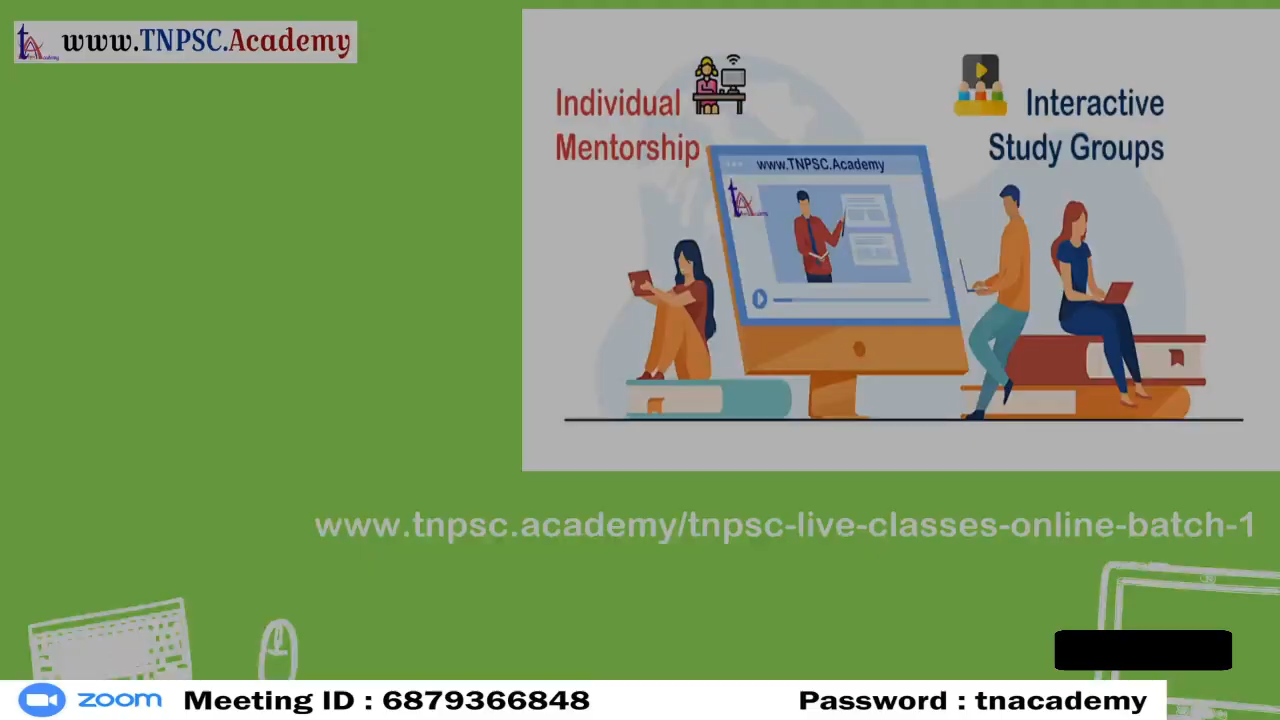 www.TNPSC.Academy
Individual
Mentorship
Interactive
Study Groups
www.TNPSC.Academy
www.tnpsc.academy/tnpsc-live-classes-online-batch-1
zoom Meeting ID : 6879366848 Password : tnacademy